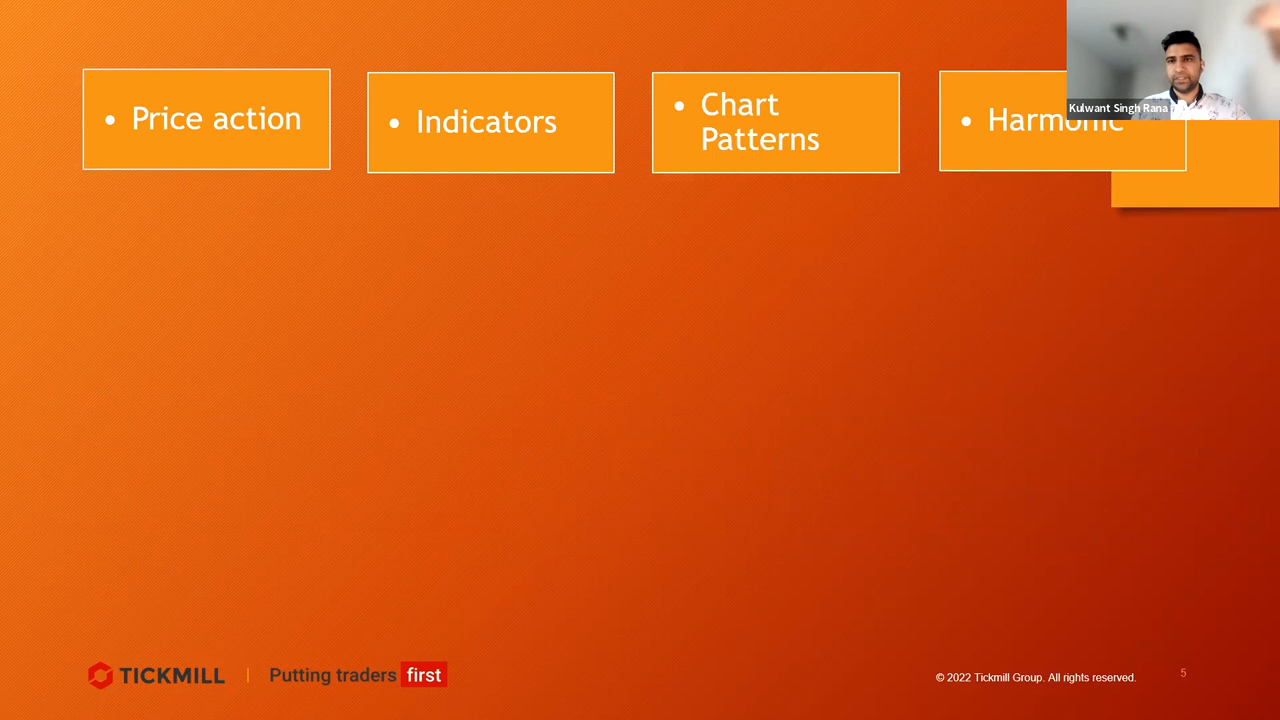 • Price action
• Indicators
• Chart
Patterns
• Harmonic
Kulwant Singh Rana
TICKMILL | Putting traders first
© 2022 Tickmill Group. All rights reserved.
5